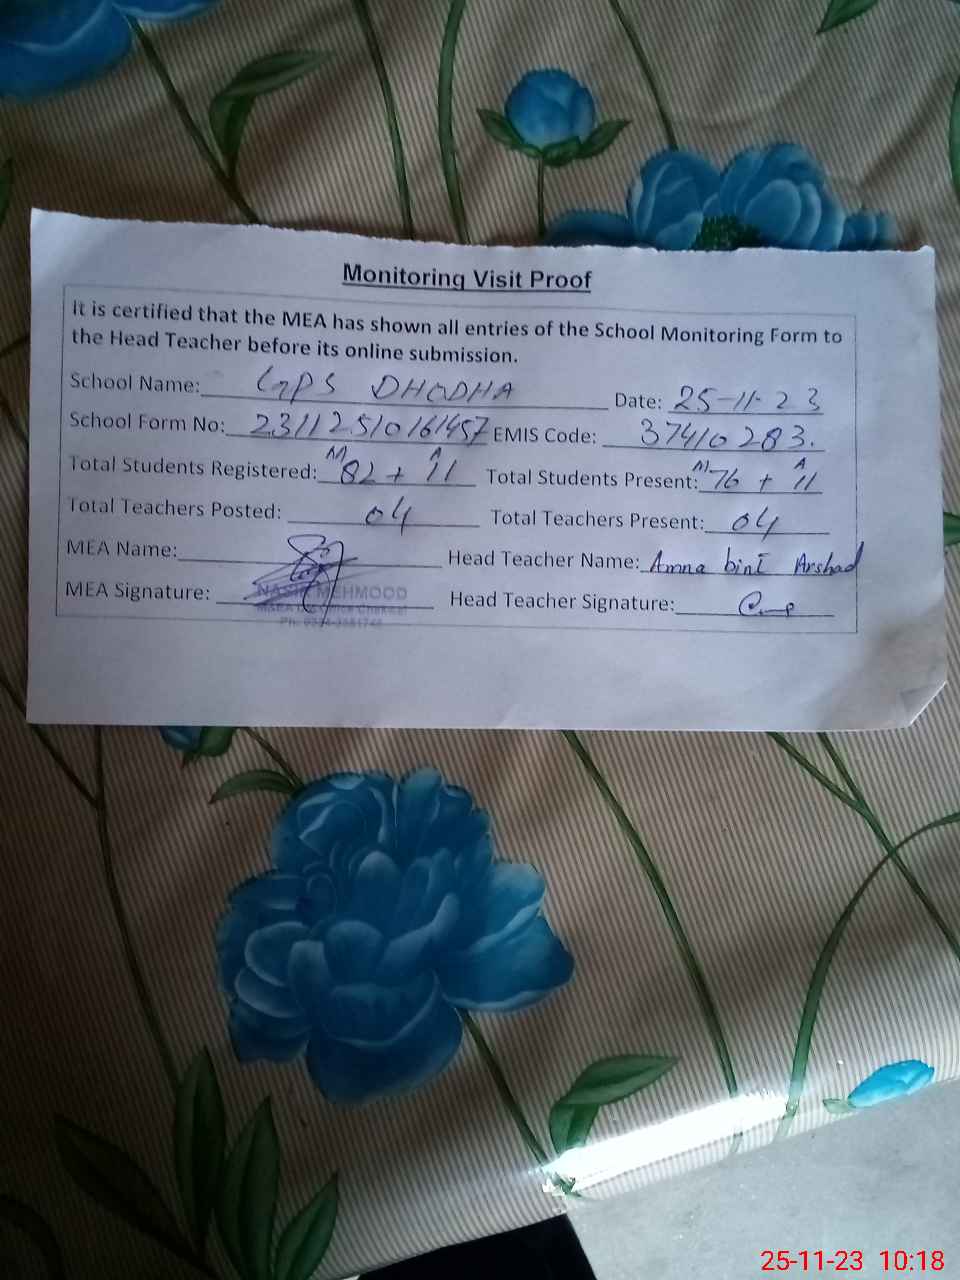 Monitoring Visit Proof
It is certified that the MEA has shown all entries of the School Monitoring Form to
the Head Teacher before its online submission.
School Name: GPS DHODHA Date: 25-11-23
School Form No: 23112510161457 EMIS Code: 37410283.
Total Students Registered: M 82 + A 11 Total Students Present: M 76 + A 11
Total Teachers Posted: 04 Total Teachers Present: 04
MEA Name: Head Teacher Name: Amna bint Arshad
MEA Signature: Head Teacher Signature:
NASIR MEHMOOD
25-11-23 10:18